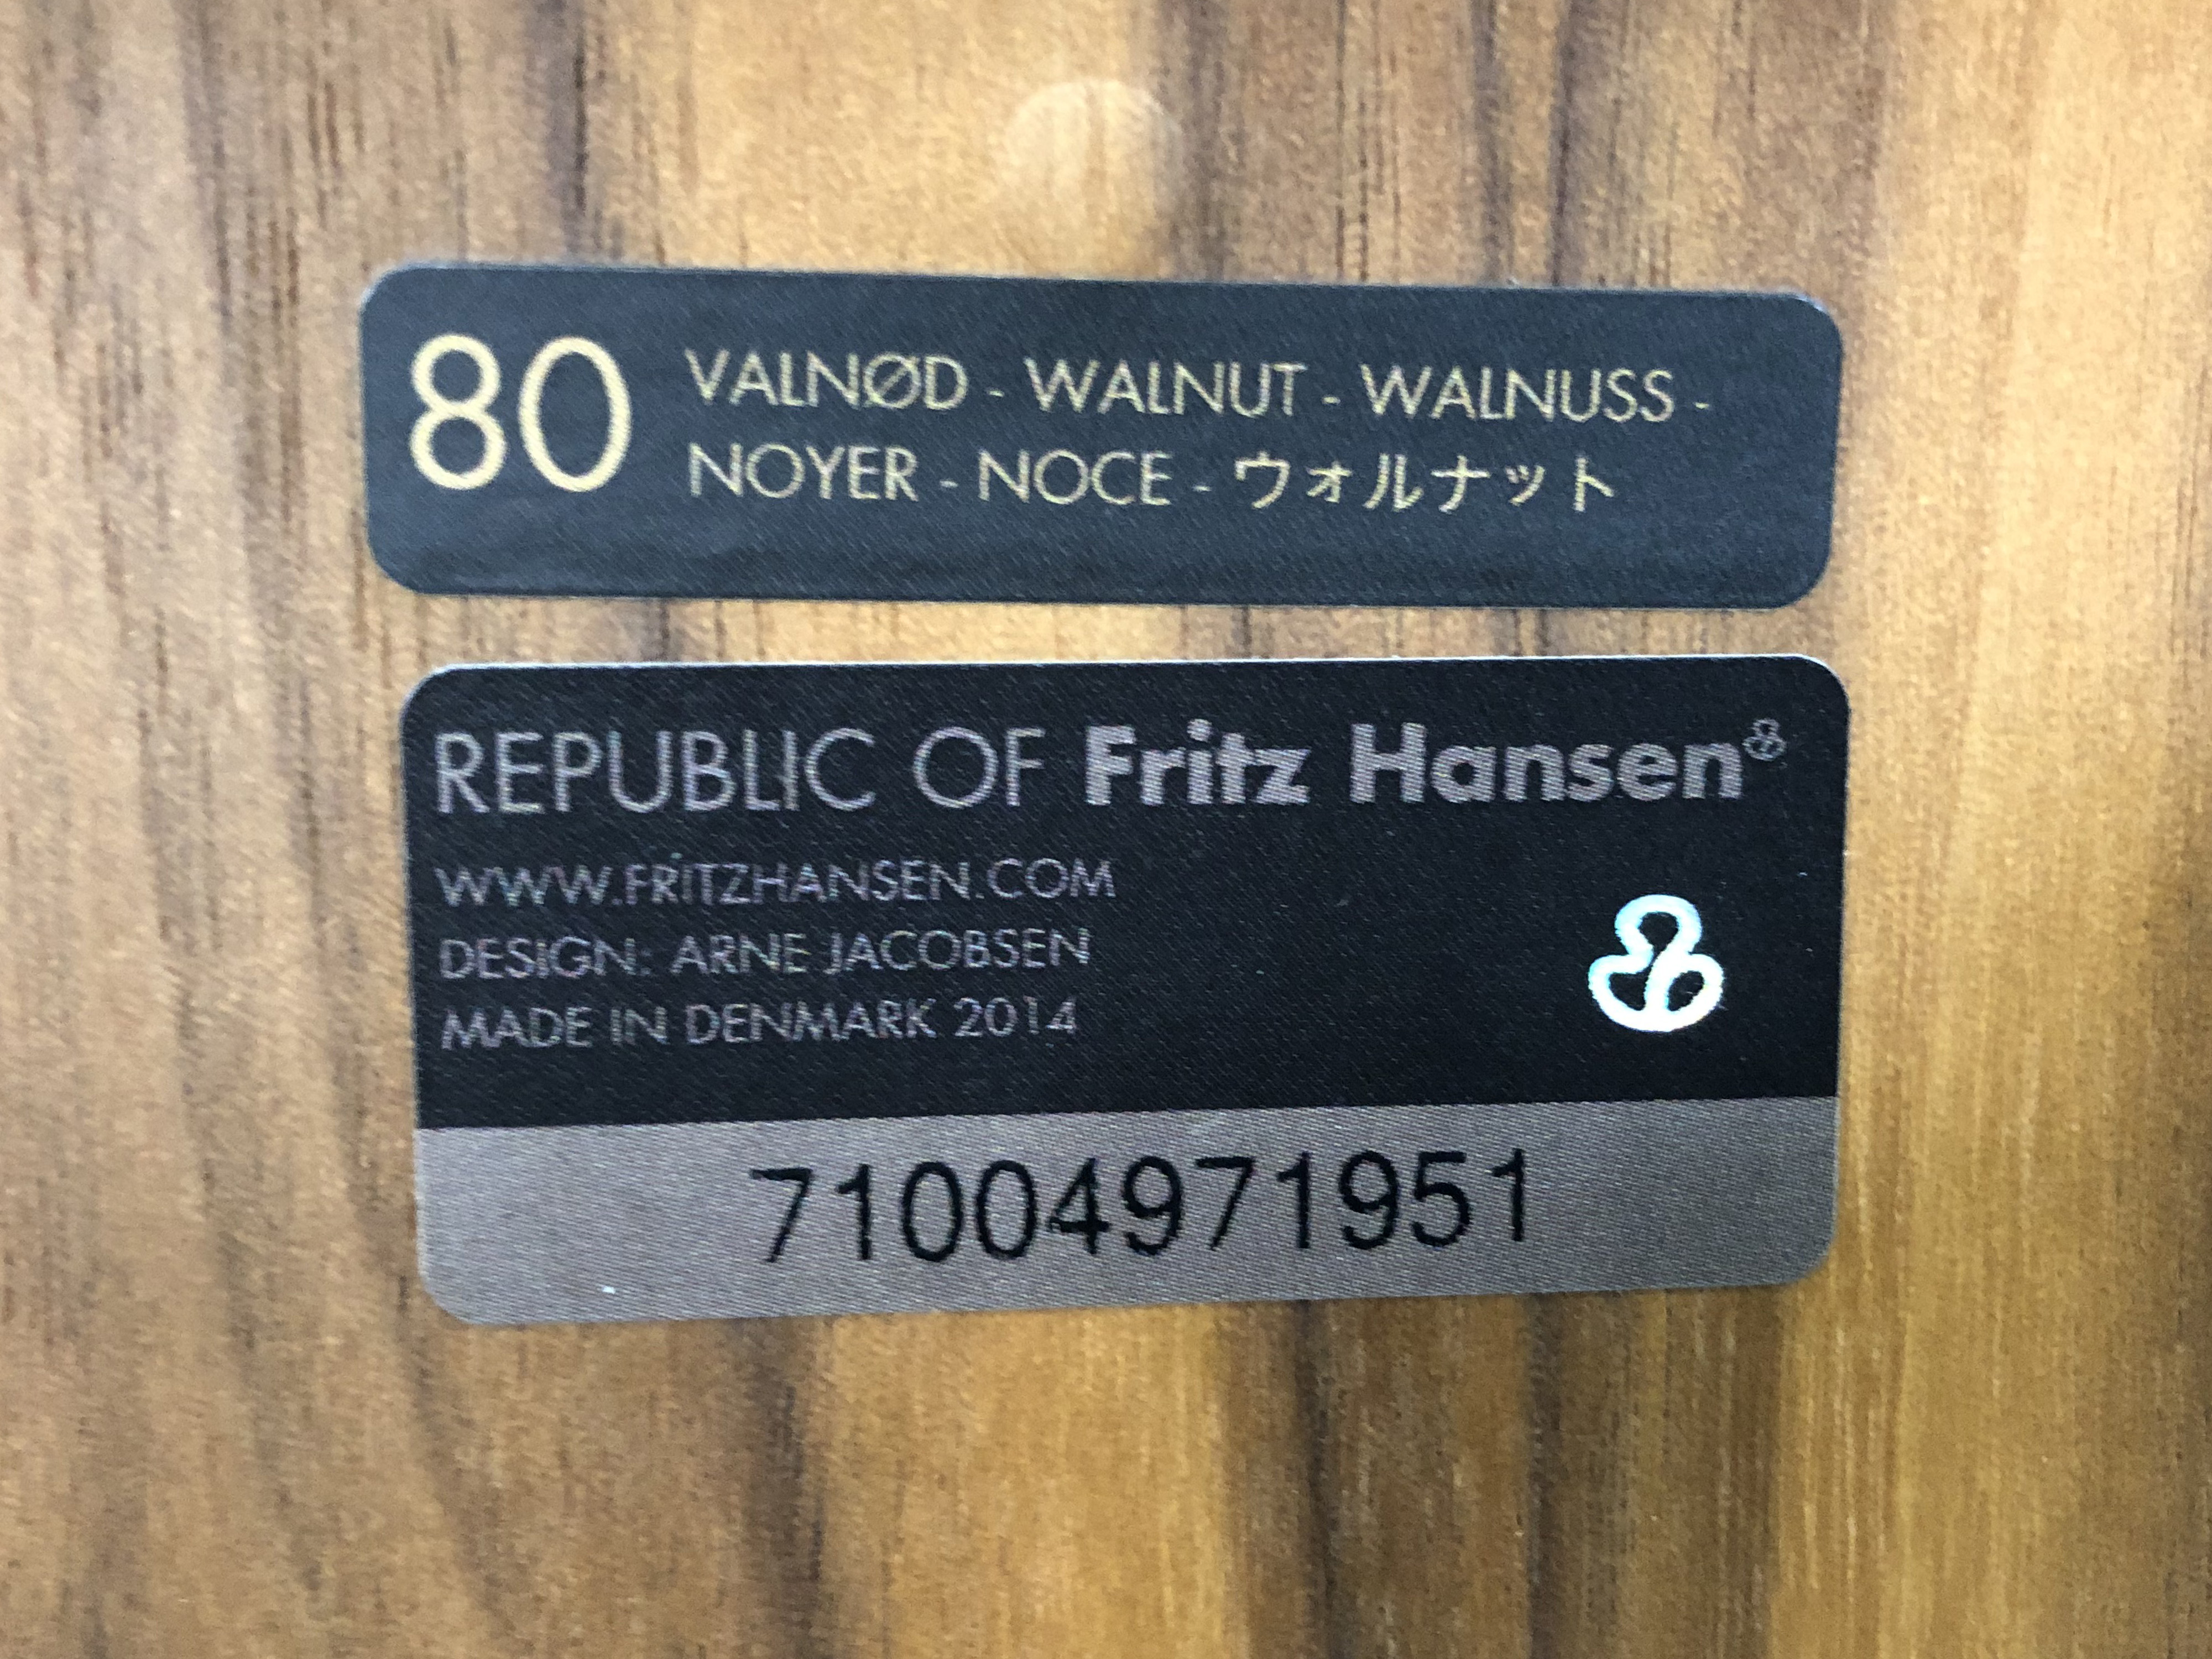 80 VALNØD - WALNUT - WALNUSS -
NOYER - NOCE - ウォルナット
REPUBLIC OF Fritz Hansen
WWW.FRITZHANSEN.COM
DESIGN: ARNE JACOBSEN
MADE IN DENMARK 2014
71004971951